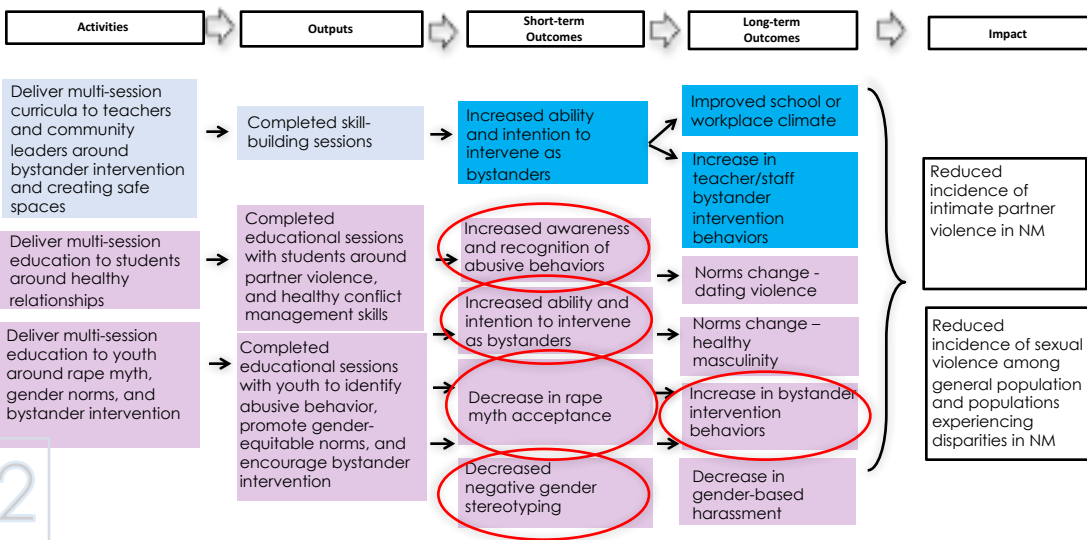 Activities
Outputs
Short-term
Outcomes
Long-term
Outcomes
Impact
Deliver multi-session
curricula to teachers
and community
leaders around
bystander intervention
and creating safe
spaces
Deliver multi-session
education to students
around healthy
relationships
Deliver multi-session
education to youth
around rape myth,
gender norms, and
bystander intervention
Completed skill-
building sessions
Completed
educational sessions
with students around
partner violence,
and healthy conflict
management skills
Completed
educational sessions
with youth to identify
abusive behavior,
promote gender-
equitable norms, and
encourage bystander
intervention
Increased ability
and intention to
intervene as
bystanders
Increased awareness
and recognition of
abusive behaviors
Increased ability and
intention to intervene
as bystanders
Decrease in rape
myth acceptance
Decreased
negative gender
stereotyping
Improved school or
workplace climate
Increase in
teacher/staff
bystander
intervention
behaviors
Norms change -
dating violence
Norms change –
healthy
masculinity
Increase in bystander
intervention
behaviors
Decrease in
gender-based
harassment
Reduced
incidence of
intimate partner
violence in NM
Reduced
incidence of sexual
violence among
general population
and populations
experiencing
disparities in NM
2